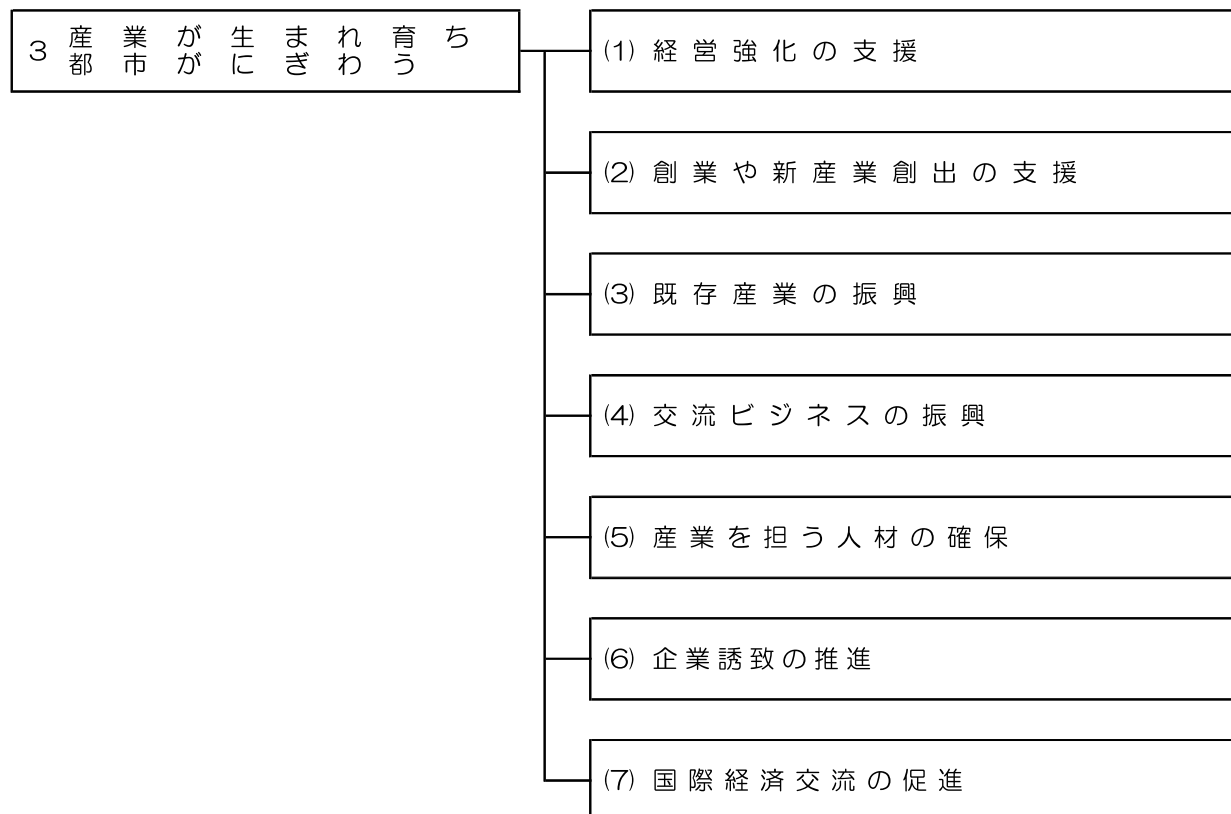 3 産業が生まれ育ち
都市がにぎわう
(1) 経営強化の支援
(2) 創業や新産業創出の支援
(3) 既存産業の振興
(4) 交流ビジネスの振興
(5) 産業を担う人材の確保
(6) 企業誘致の推進
(7) 国際経済交流の促進